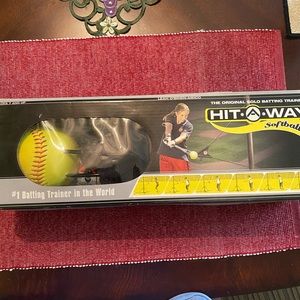 THE ORIGINAL SOLO BATTING TRAINER
HIT•A•WAY
Softball
#1 Batting Trainer in the World